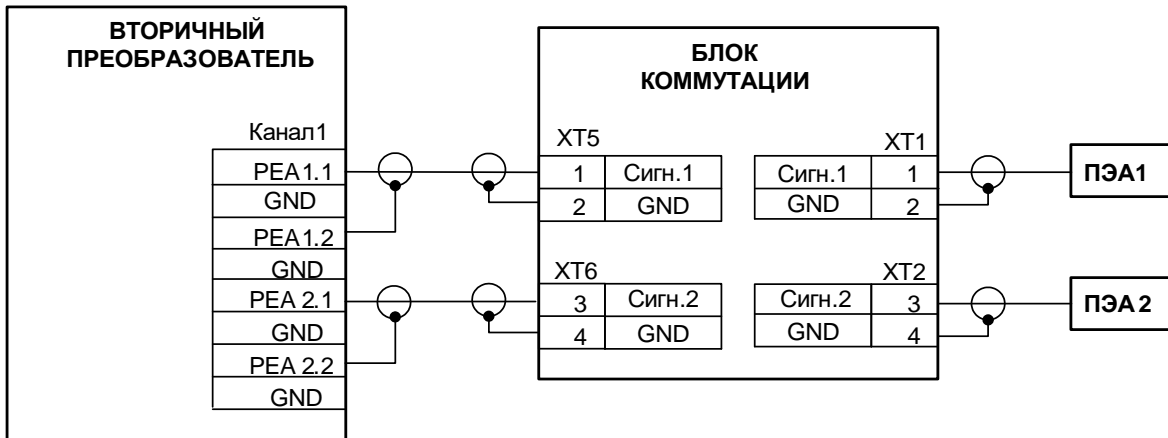 ВТОРИЧНЫЙ
ПРЕОБРАЗОВАТЕЛЬ
Канал1
PEA1.1
GND
PEA1.2
GND
PEA 2.1
GND
PEA 2.2
GND
БЛОК
КОММУТАЦИИ
XT5
1 Сигн.1
2 GND
XT6
3 Сигн.2
4 GND
XT1
Сигн.1 1
GND 2
XT2
Сигн.2 3
GND 4
ПЭА1
ПЭА2